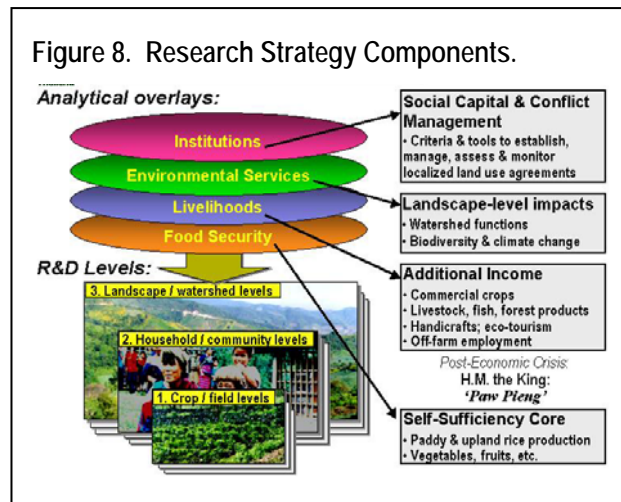 Figure 8. Research Strategy Components.
Analytical overlays:
Institutions
Environmental Services
Livelihoods
Food Security
R&D Levels:
3. Landscape / watershed levels
2. Household / community levels
1. Crop / field levels
Social Capital & Conflict
Management
• Criteria & tools to establish,
manage, assess & monitor
localized land use agreements
Landscape-level impacts
• Watershed functions
• Biodiversity & climate change
Additional Income
• Commercial crops
• Livestock, fish, forest products
• Handicrafts; eco-tourism
• Off-farm employment
Post-Economic Crisis:
H.M. the King:
'Paw Pieng'
Self-Sufficiency Core
• Paddy & upland rice production
• Vegetables, fruits, etc.